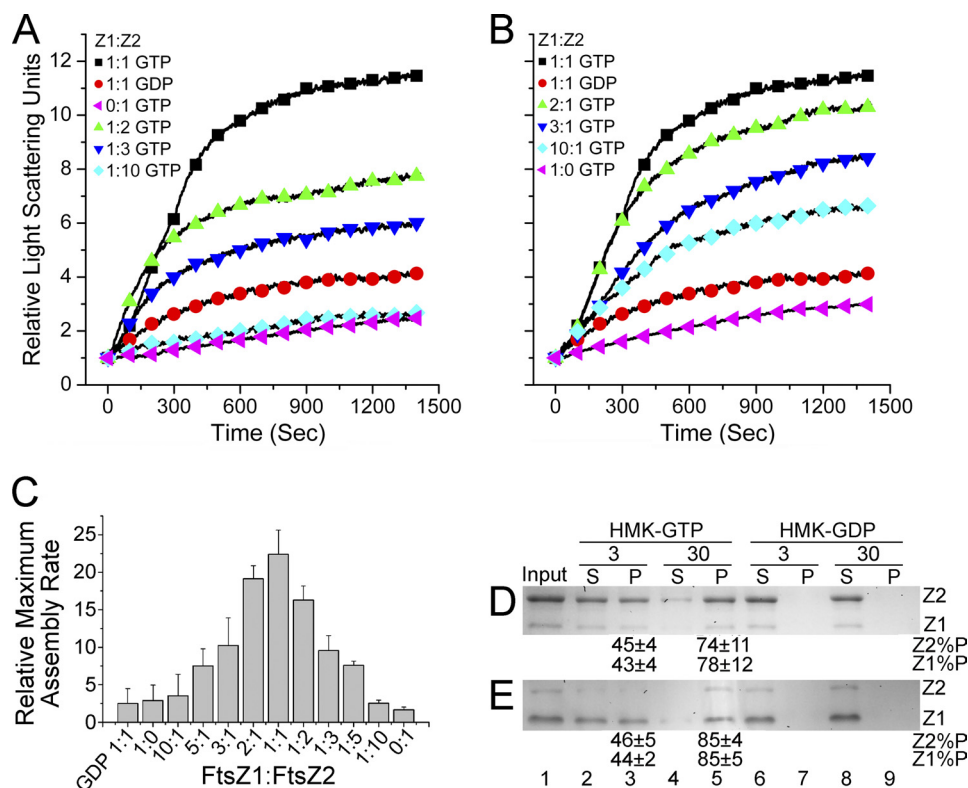 A
Z1:Z2
1:1 GTP
1:1 GDP
0:1 GTP
1:2 GTP
1:3 GTP
1:10 GTP
Relative Light Scattering Units
12
10
8
6
4
2
0
0 300 600 900 1200 1500
Time (Sec)
B
Z1:Z2
1:1 GTP
1:1 GDP
2:1 GTP
3:1 GTP
10:1 GTP
1:0 GTP
0 300 600 900 1200 1500
Time (Sec)
C
Relative Maximum
Assembly Rate
25
20
15
10
5
0
GDP 1:1 1:0 10:1 5:1 3:1 2:1 1:1 1:2 1:3 1:5 1:10 0:1
FtsZ1:FtsZ2
HMK-GTP HMK-GDP
3 30 3 30
Input S P S P S P S P
D
Z2
Z1
45±4 74±11 Z2%P
43±4 78±12 Z1%P
E
Z2
Z1
46±5 85±4 Z2%P
44±2 85±5 Z1%P
1 2 3 4 5 6 7 8 9